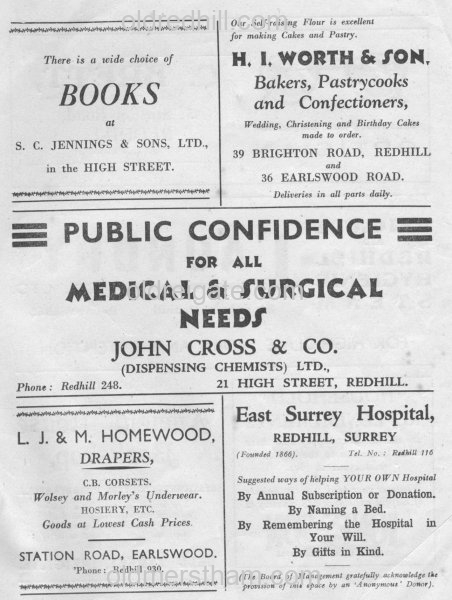 oldredhill.com
There is a wide choice of
BOOKS
at
S. C. JENNINGS & SONS, LTD.,
in the HIGH STREET.
Our Self-raising Flour is excellent
for making Cakes and Pastry.
H. I. WORTH & SON,
Bakers, Pastrycooks
and Confectioners,
Wedding, Christening and Birthday Cakes
made to order.
39 BRIGHTON ROAD, REDHILL
and
36 EARLSWOOD ROAD.
Deliveries in all parts daily.
PUBLIC CONFIDENCE
FOR ALL
MEDICAL & SURGICAL
NEEDS
oldreigate.com
JOHN CROSS & CO.
(DISPENSING CHEMISTS) LTD.,
Phone: Redhill 248. 21 HIGH STREET, REDHILL.
L. J. & M. HOMEWOOD,
DRAPERS,
C.B. CORSETS.
Wolsey and Morley's Underwear.
HOSIERY, ETC.
Goods at Lowest Cash Prices.
STATION ROAD, EARLSWOOD.
'Phone: Redhill 930.
East Surrey Hospital,
REDHILL, SURREY
(Founded 1866). Tel. No.: Redhill 116
Suggested ways of helping YOUR OWN Hospital
By Annual Subscription or Donation.
By Naming a Bed.
By Remembering the Hospital in
Your Will.
By Gifts in Kind.
(The Board of Management gratefully acknowledge the
provision of this space by an 'Anonymous' Donor).
oldmerstham.com